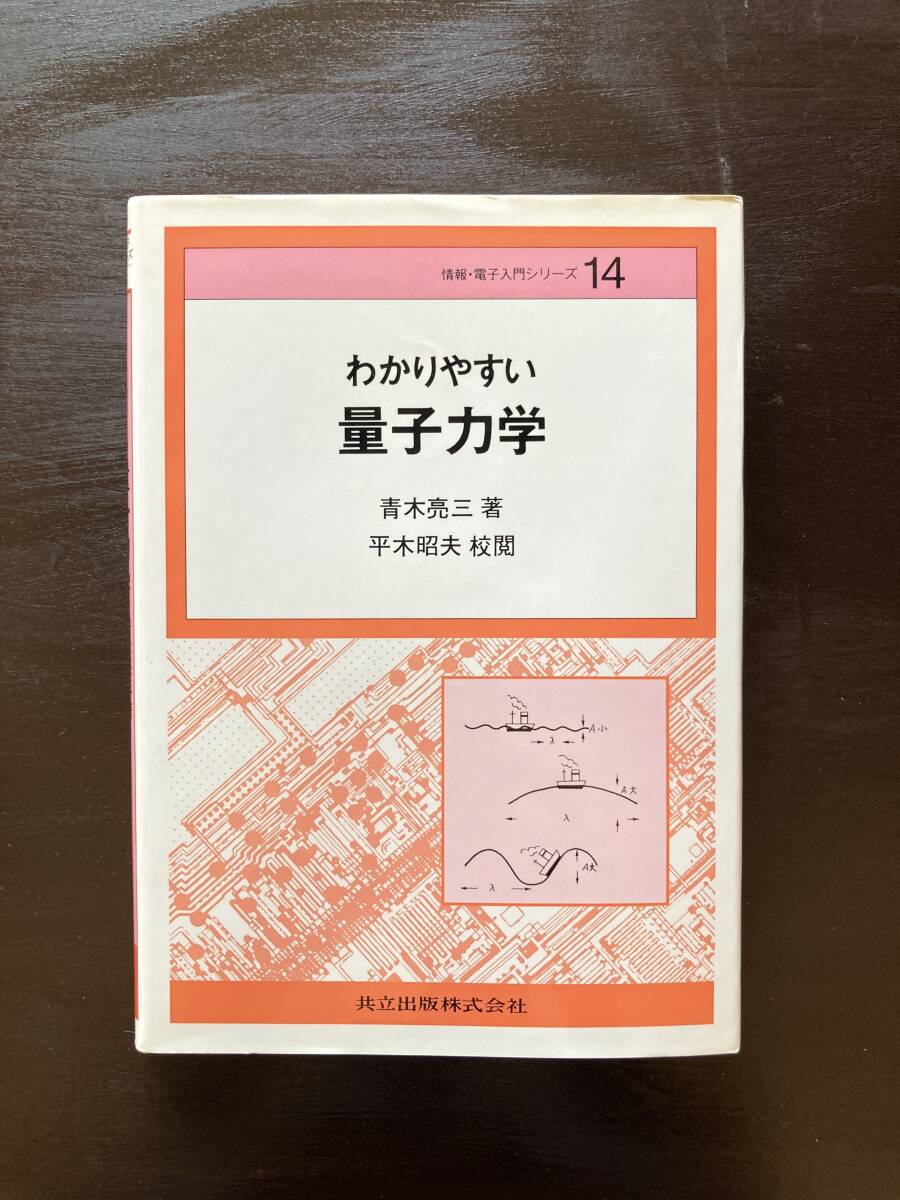 情報・電子入門シリーズ 14
わかりやすい
量子力学
青木亮三 著
平木昭夫 校閲
A小
λ
A大
λ
A大
λ
共立出版株式会社